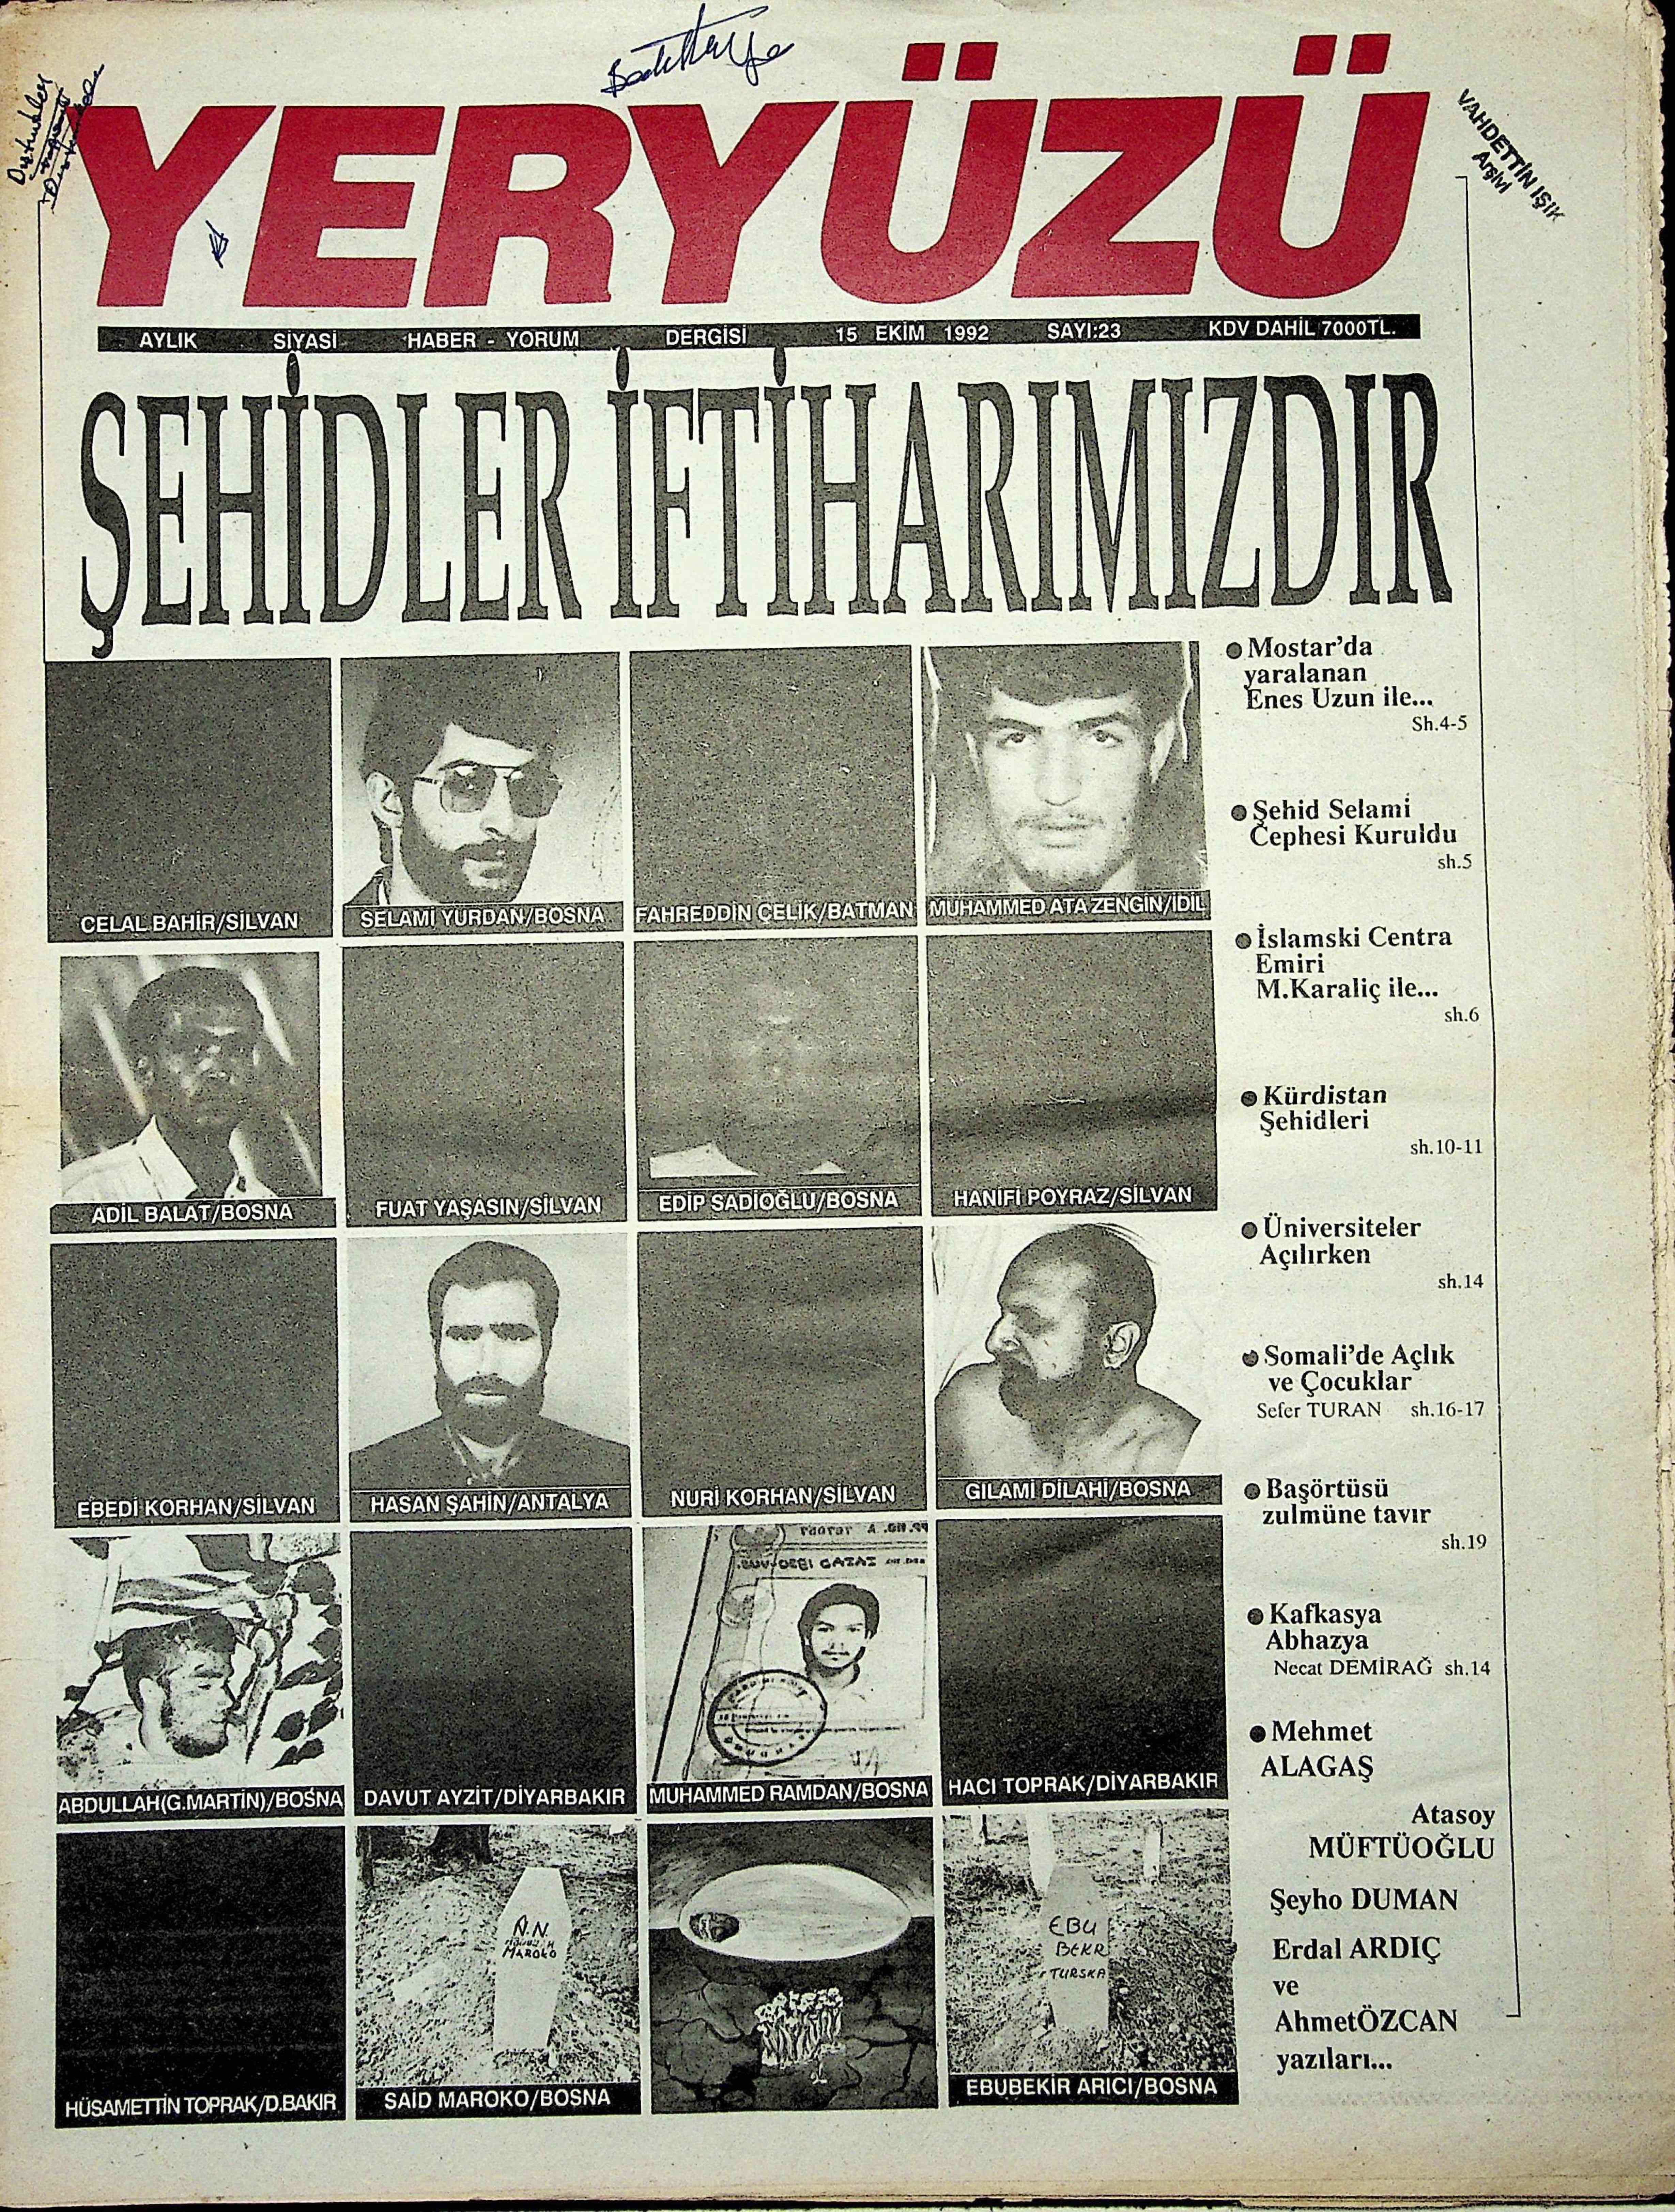 YERYÜZÜ
VAHDETTİN IŞIK
Arşivi
AYLIK SİYASİ HABER - YORUM DERGİSİ 15 EKİM 1992 SAYI:23 KDV DAHİL 7000TL.
ŞEHİDLER İFTİHARIMIZDIR
CELAL BAHİR/SİLVAN
SELAMİ YURDAN/BOSNA
FAHREDDİN ÇELİK/BATMAN
MUHAMMED ATA ZENGİN/İDİL
ADİL BALAT/BOSNA
FUAT YAŞASIN/SİLVAN
EDİP SADİOĞLU/BOSNA
HANİFİ POYRAZ/SİLVAN
EBEDİ KORHAN/SİLVAN
HASAN ŞAHİN/ANTALYA
NURİ KORHAN/SİLVAN
GILAMİ DİLAHİ/BOSNA
ABDULLAH(G.MARTİN)/BOSNA
DAVUT AYZİT/DİYARBAKIR
MUHAMMED RAMDAN/BOSNA
HACI TOPRAK/DİYARBAKIR
HÜSAMETTİN TOPRAK/D.BAKIR
N.N.
MAROKO
SAİD MAROKO/BOSNA
EBU
BEKR
TURSKA
EBUBEKİR ARICI/BOSNA
● Mostar'da
yaralanan
Enes Uzun ile...
Sh.4-5
● Şehid Selami
Cephesi Kuruldu
sh.5
● İslamski Centra
Emiri
M.Karaliç ile...
sh.6
● Kürdistan
Şehidleri
sh.10-11
● Üniversiteler
Açılırken
sh.14
● Somali'de Açlık
ve Çocuklar
Sefer TURAN sh.16-17
● Başörtüsü
zulmüne tavır
sh.19
● Kafkasya
Abhazya
Necat DEMİRAĞ sh.14
● Mehmet
ALAGAŞ
Atasoy
MÜFTÜOĞLU
Şeyho DUMAN
Erdal ARDIÇ
ve
AhmetÖZCAN
yazıları...